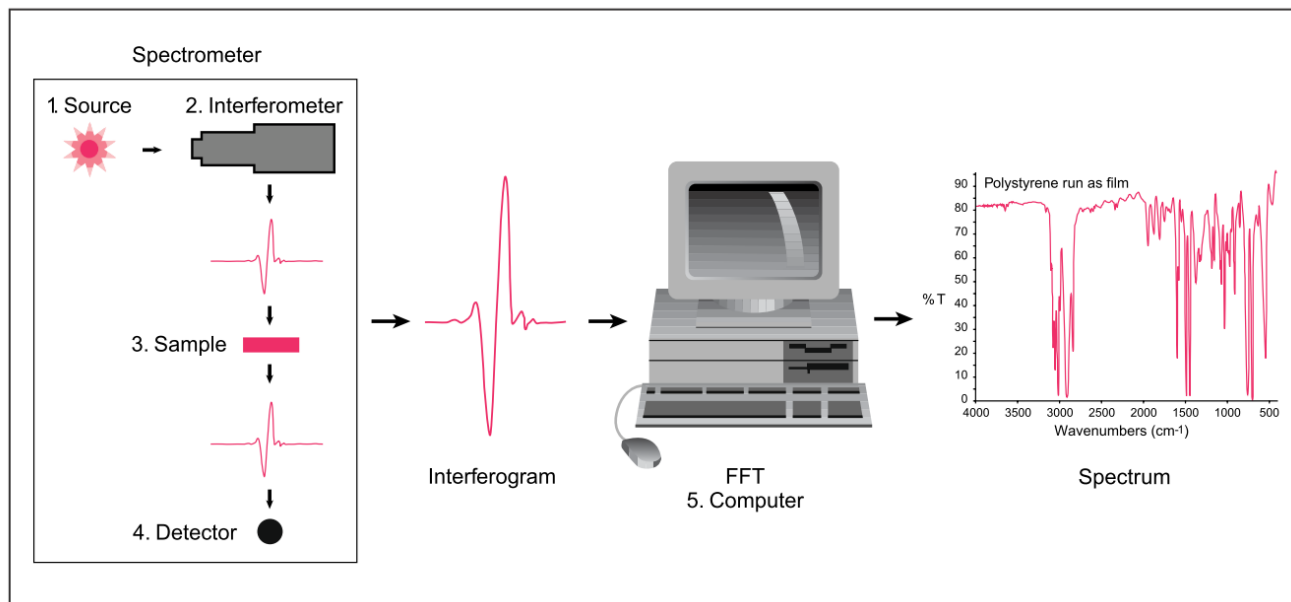 Spectrometer
1. Source
2. Interferometer
3. Sample
4. Detector
Interferogram
FFT
5. Computer
Polystyrene run as film
90
80
70
60
50
%T
40
30
20
10
0
4000 3500 3000 2500 2000 1500 1000 500
Wavenumbers (cm-1)
Spectrum